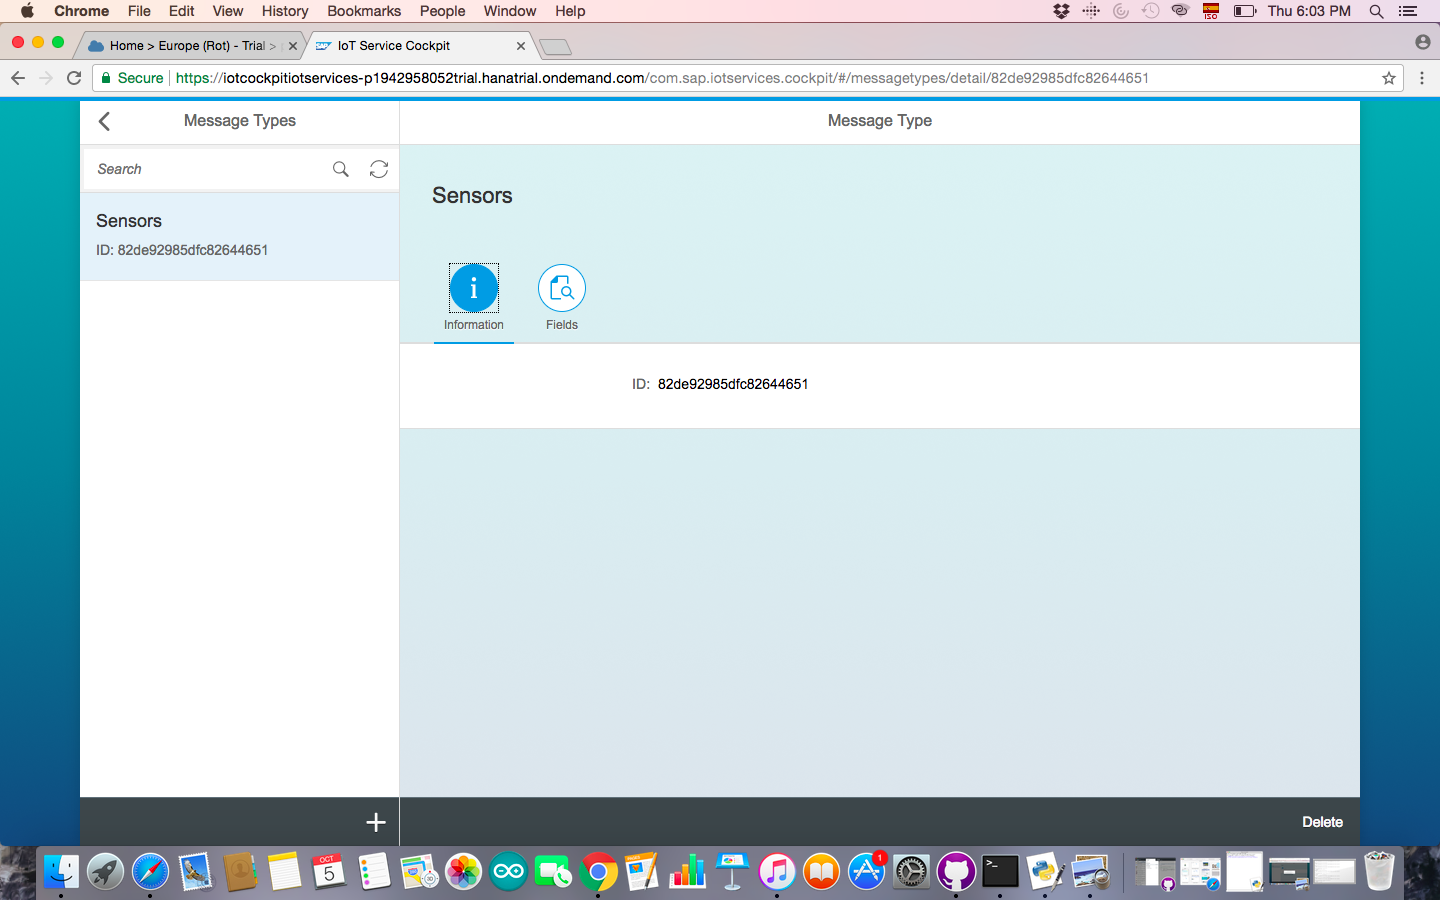 Chrome File Edit View History Bookmarks People Window Help ISO Thu 6:03 PM
Home > Europe (Rot) - Trial >
SAP IoT Service Cockpit
Secure https://iotcockpitiotservices-p1942958052trial.hanatrial.ondemand.com/com.sap.iotservices.cockpit/#/messagetypes/detail/82de92985dfc82644651
Message Types
Message Type
Search
Sensors
ID: 82de92985dfc82644651
Sensors
i
Information
Fields
ID: 82de92985dfc82644651
+
Delete
OCT
5
1
>_